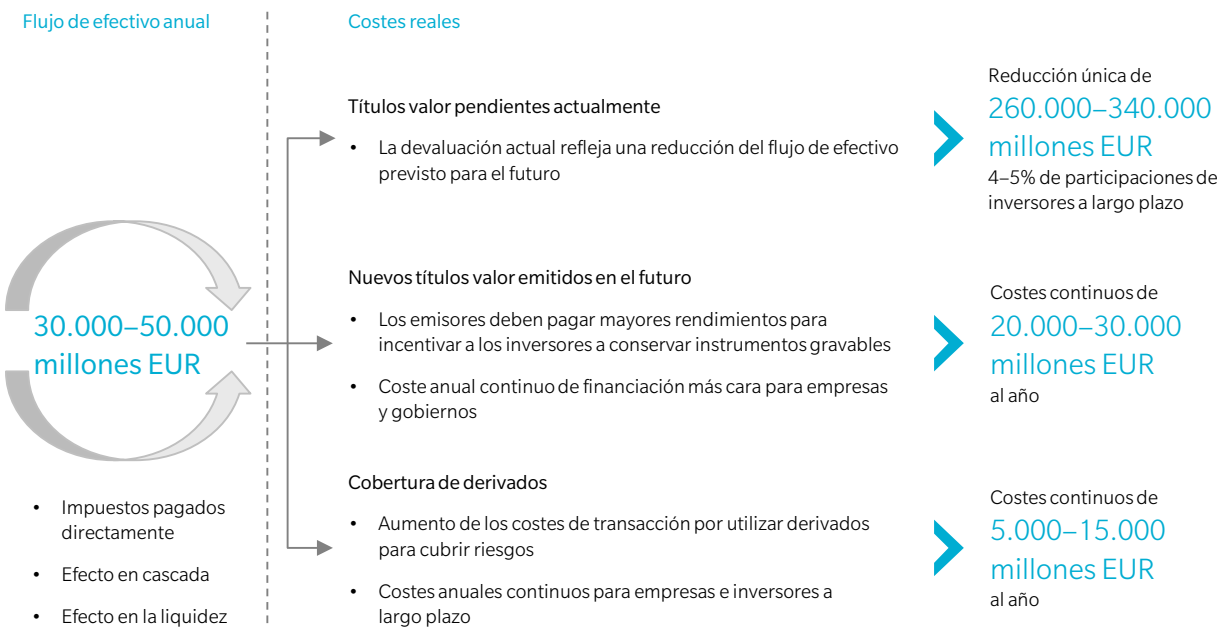 Flujo de efectivo anual
30.000–50.000
millones EUR
• Impuestos pagados
directamente
• Efecto en cascada
• Efecto en la liquidez
Costes reales
Títulos valor pendientes actualmente
• La devaluación actual refleja una reducción del flujo de efectivo
previsto para el futuro
Reducción única de
260.000–340.000
millones EUR
4–5% de participaciones de
inversores a largo plazo
Nuevos títulos valor emitidos en el futuro
• Los emisores deben pagar mayores rendimientos para
incentivar a los inversores a conservar instrumentos gravables
• Coste anual continuo de financiación más cara para empresas
y gobiernos
Costes continuos de
20.000–30.000
millones EUR
al año
Cobertura de derivados
• Aumento de los costes de transacción por utilizar derivados
para cubrir riesgos
• Costes anuales continuos para empresas e inversores a
largo plazo
Costes continuos de
5.000–15.000
millones EUR
al año